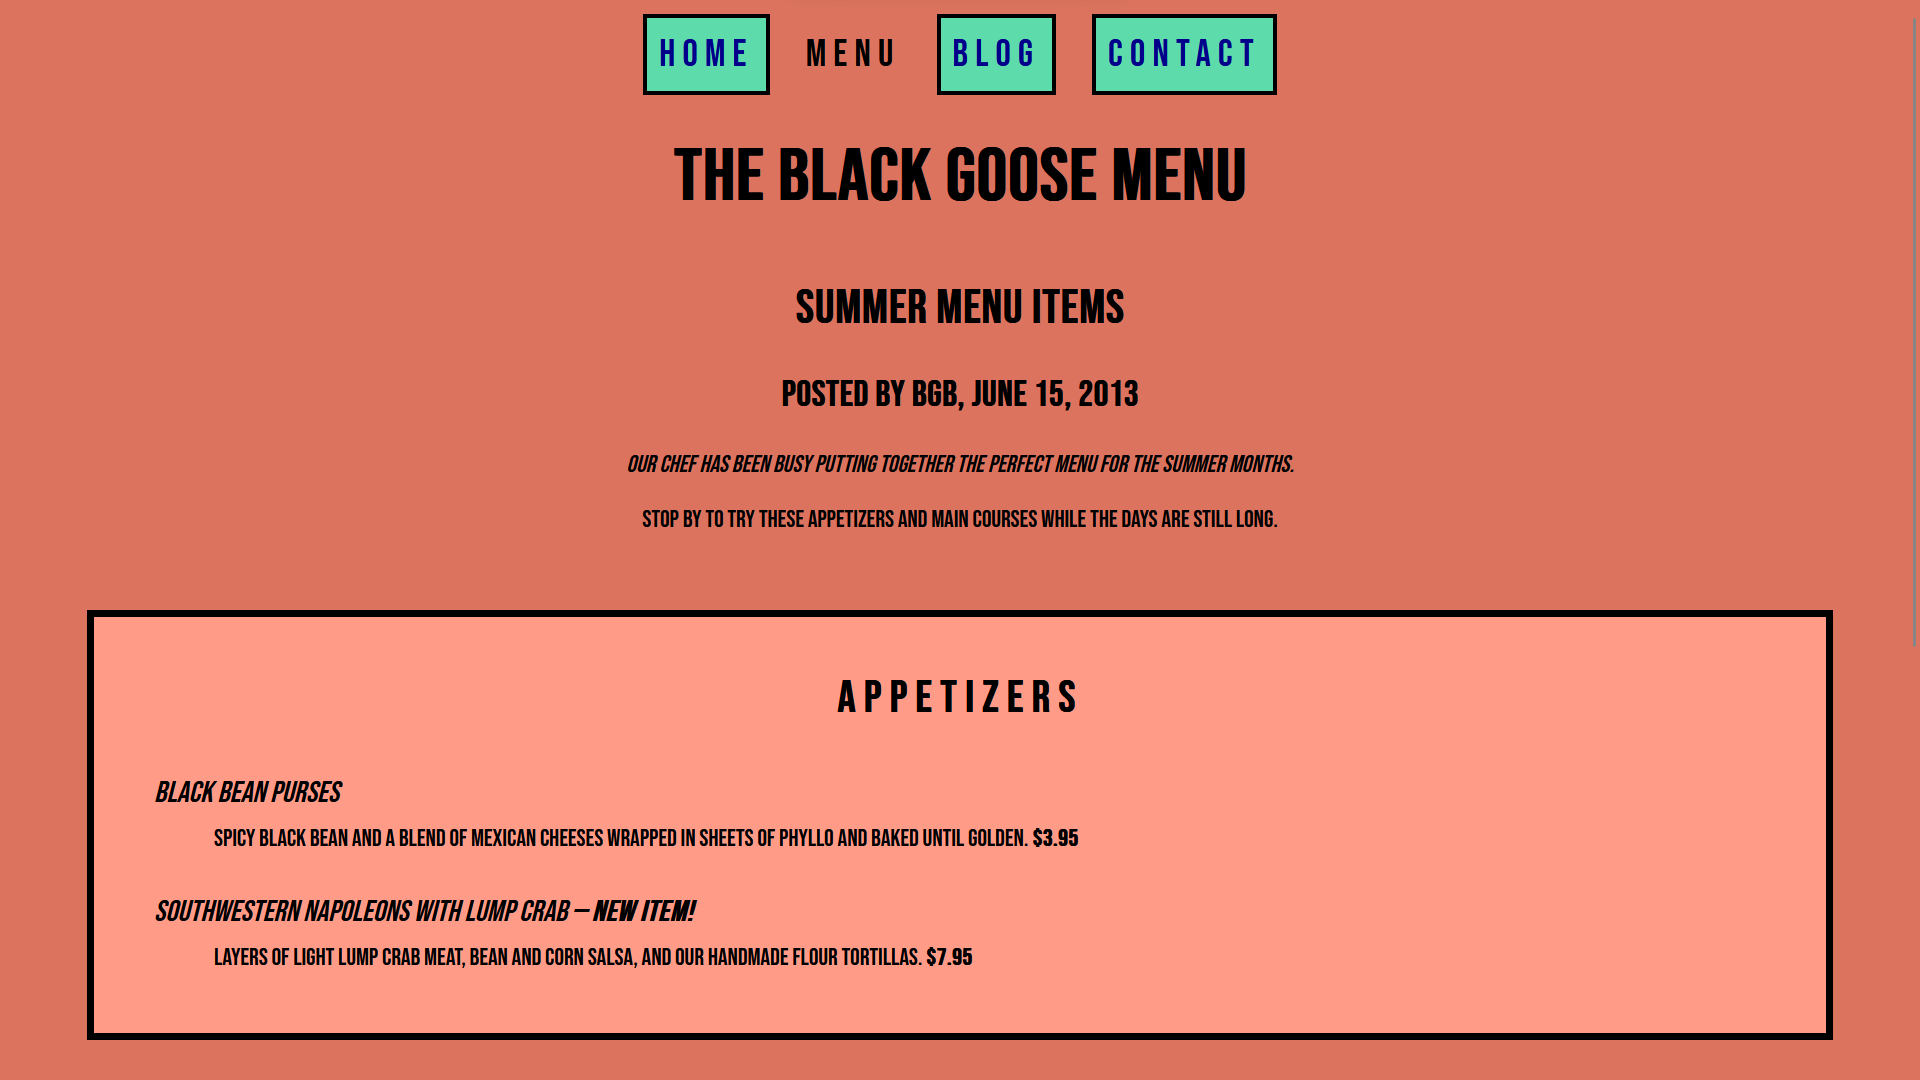 HOME MENU BLOG CONTACT
THE BLACK GOOSE MENU
SUMMER MENU ITEMS
POSTED BY BGB, JUNE 15, 2013
OUR CHEF HAS BEEN BUSY PUTTING TOGETHER THE PERFECT MENU FOR THE SUMMER MONTHS.
STOP BY TO TRY THESE APPETIZERS AND MAIN COURSES WHILE THE DAYS ARE STILL LONG.
APPETIZERS
BLACK BEAN PURSES
SPICY BLACK BEAN AND A BLEND OF MEXICAN CHEESES WRAPPED IN SHEETS OF PHYLLO AND BAKED UNTIL GOLDEN. $3.95
SOUTHWESTERN NAPOLEONS WITH LUMP CRAB — NEW ITEM!
LAYERS OF LIGHT LUMP CRAB MEAT, BEAN AND CORN SALSA, AND OUR HANDMADE FLOUR TORTILLAS. $7.95